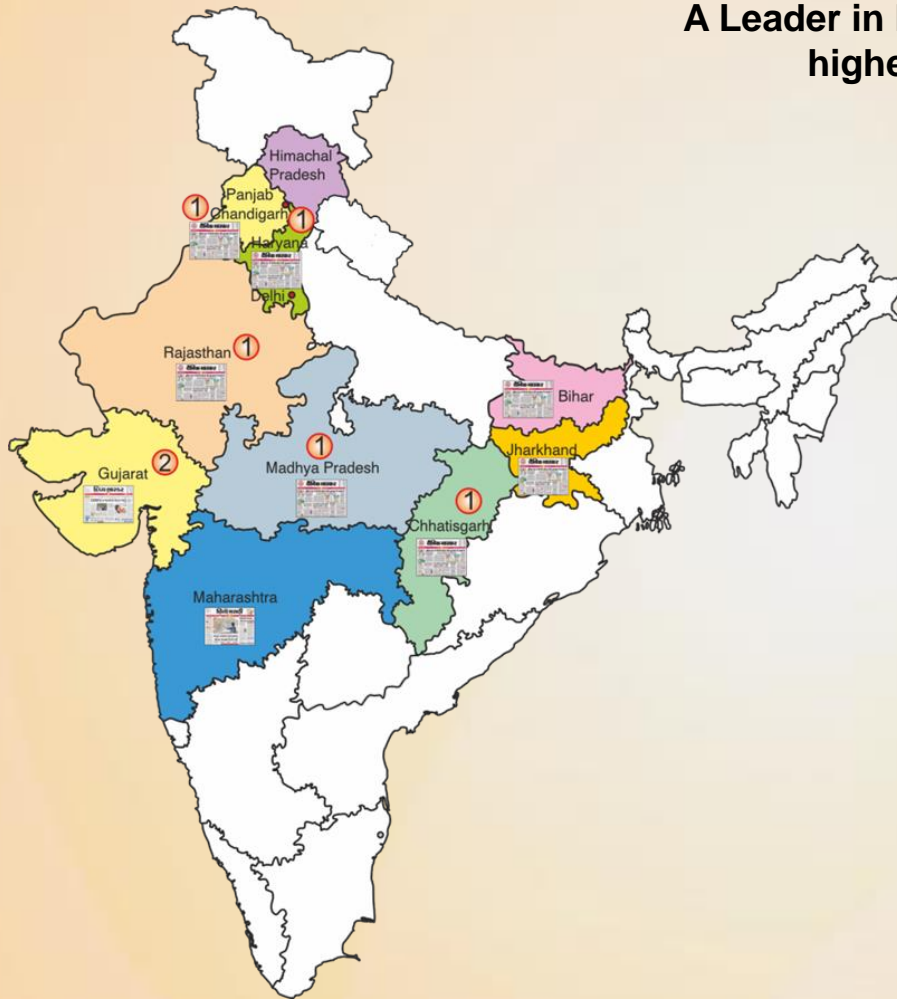 A Leader in
highe
Himachal
Pradesh
Panjab
1
Chandigarh
1
Haryana
Delhi
Rajasthan 1
Bihar
1
Madhya Pradesh
Jharkhand
Gujarat 2
1
Chhatisgarh
Maharashtra